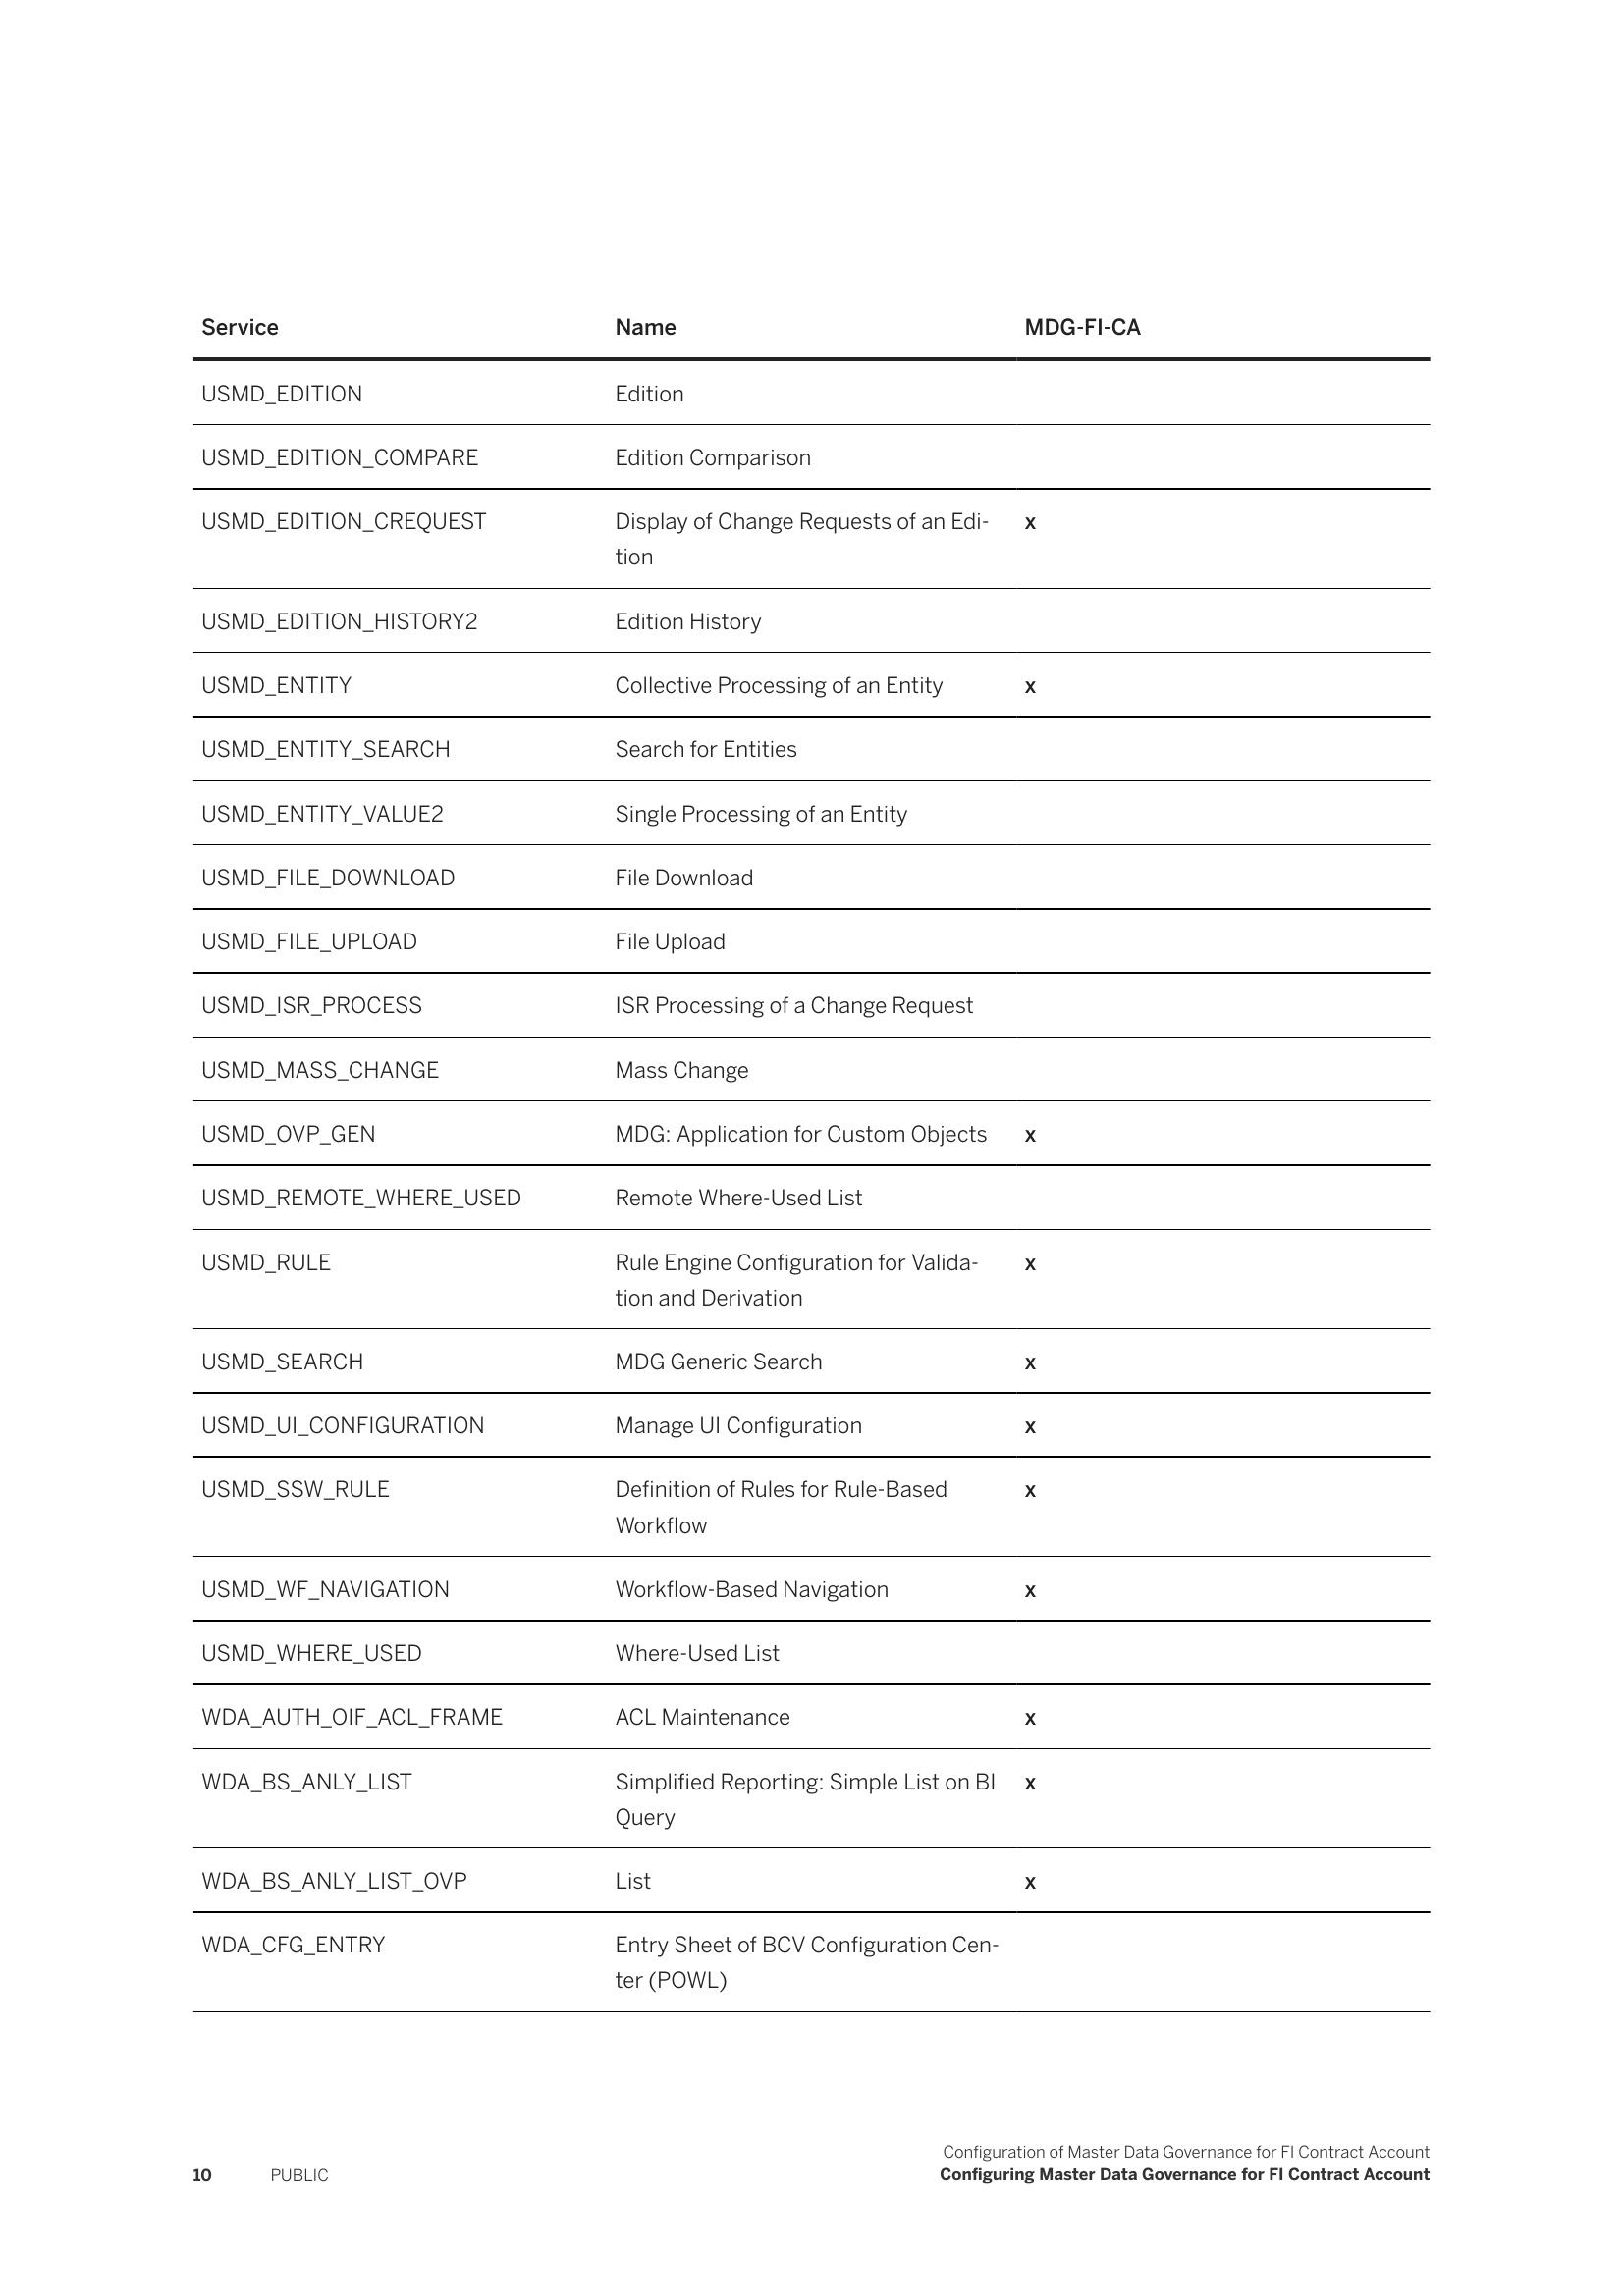 Service Name MDG-FI-CA
USMD_EDITION Edition
USMD_EDITION_COMPARE Edition Comparison
USMD_EDITION_CREQUEST Display of Change Requests of an Edi- x
tion
USMD_EDITION_HISTORY2 Edition History
USMD_ENTITY Collective Processing of an Entity x
USMD_ENTITY_SEARCH Search for Entities
USMD_ENTITY_VALUE2 Single Processing of an Entity
USMD_FILE_DOWNLOAD File Download
USMD_FILE_UPLOAD File Upload
USMD_ISR_PROCESS ISR Processing of a Change Request
USMD_MASS_CHANGE Mass Change
USMD_OVP_GEN MDG: Application for Custom Objects x
USMD_REMOTE_WHERE_USED Remote Where-Used List
USMD_RULE Rule Engine Configuration for Valida- x
tion and Derivation
USMD_SEARCH MDG Generic Search x
USMD_UI_CONFIGURATION Manage UI Configuration x
USMD_SSW_RULE Definition of Rules for Rule-Based x
Workflow
USMD_WF_NAVIGATION Workflow-Based Navigation x
USMD_WHERE_USED Where-Used List
WDA_AUTH_OIF_ACL_FRAME ACL Maintenance x
WDA_BS_ANLY_LIST Simplified Reporting: Simple List on BI x
Query
WDA_BS_ANLY_LIST_OVP List x
WDA_CFG_ENTRY Entry Sheet of BCV Configuration Cen-
ter (POWL)
Configuration of Master Data Governance for FI Contract Account
10 PUBLIC Configuring Master Data Governance for FI Contract Account